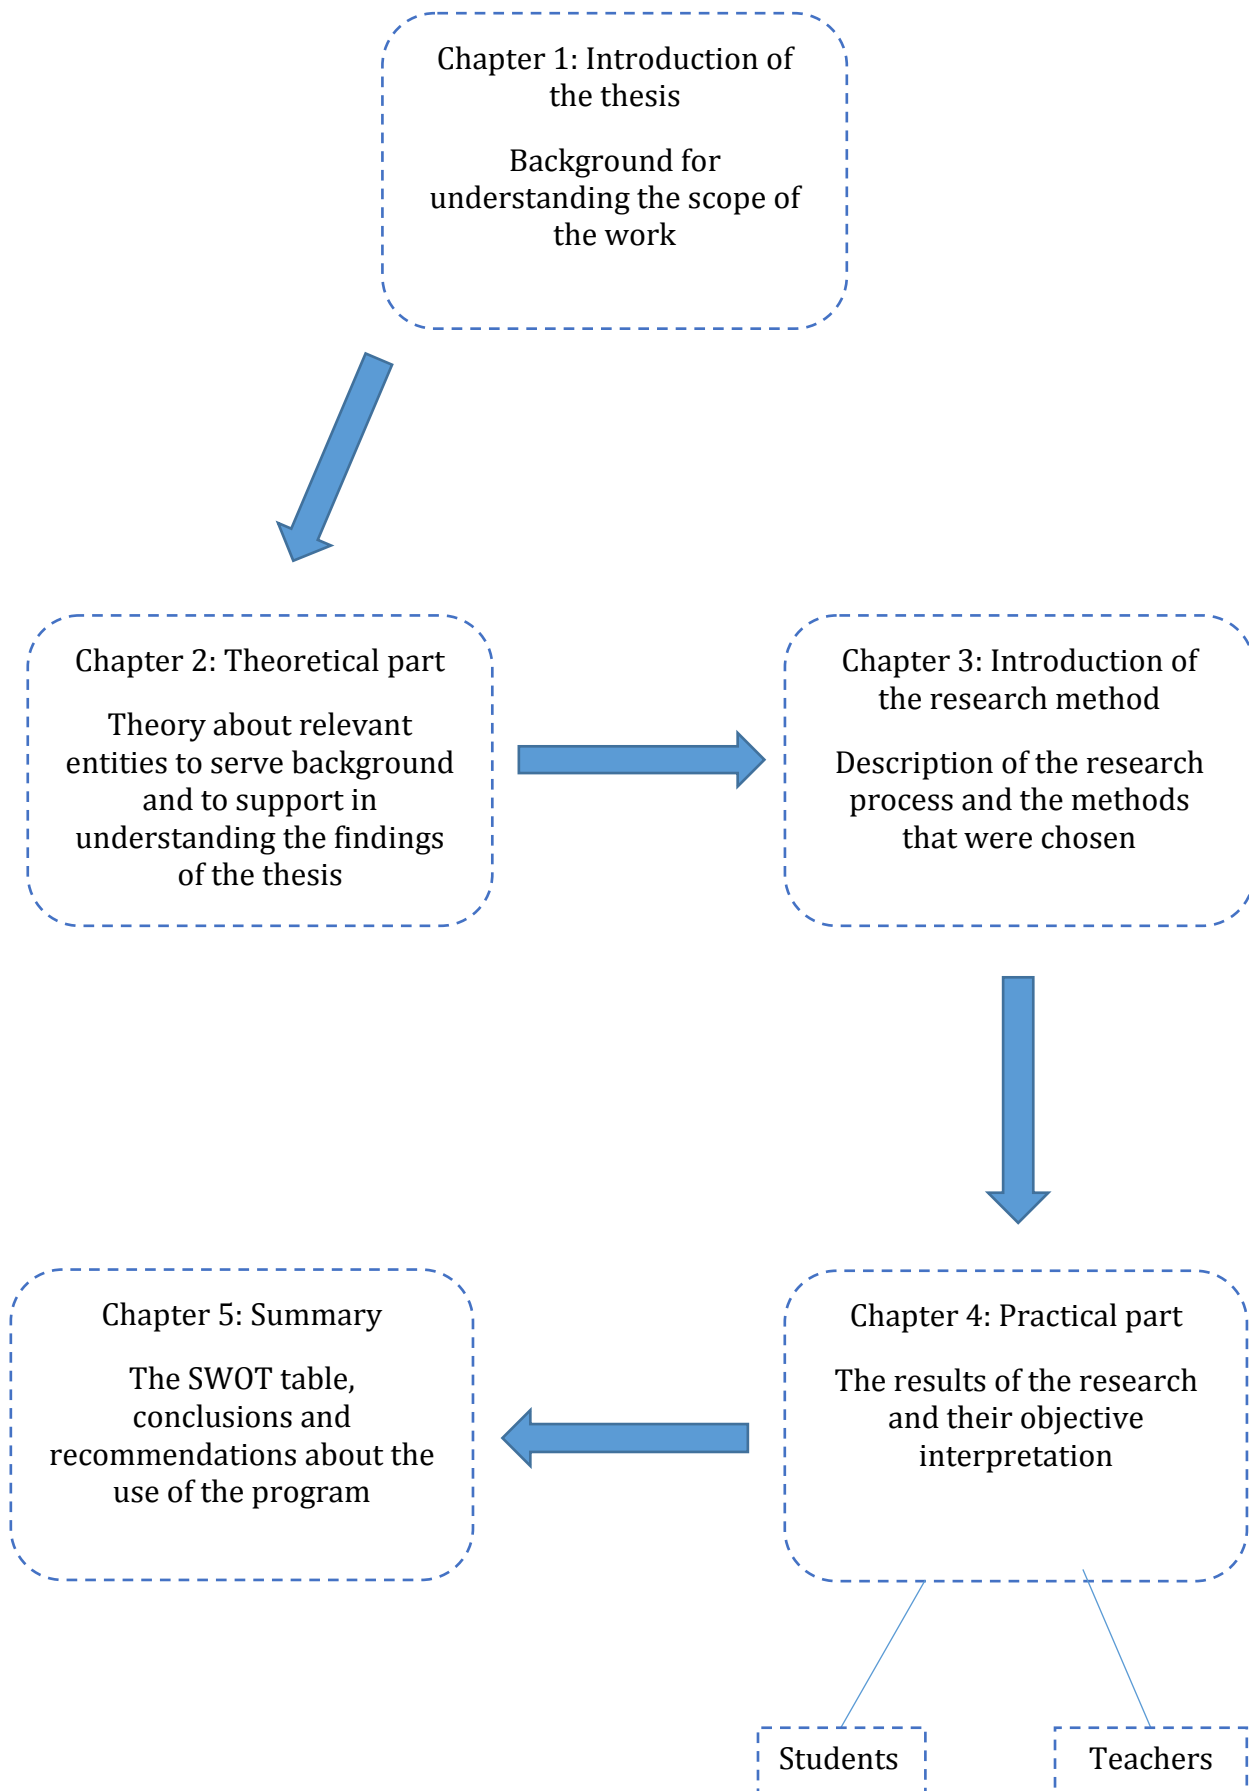 Chapter 1: Introduction of
the thesis
Background for
understanding the scope of
the work
Chapter 2: Theoretical part
Theory about relevant
entities to serve background
and to support in
understanding the findings
of the thesis
Chapter 3: Introduction of
the research method
Description of the research
process and the methods
that were chosen
Chapter 4: Practical part
The results of the research
and their objective
interpretation
Chapter 5: Summary
The SWOT table,
conclusions and
recommendations about the
use of the program
Students
Teachers